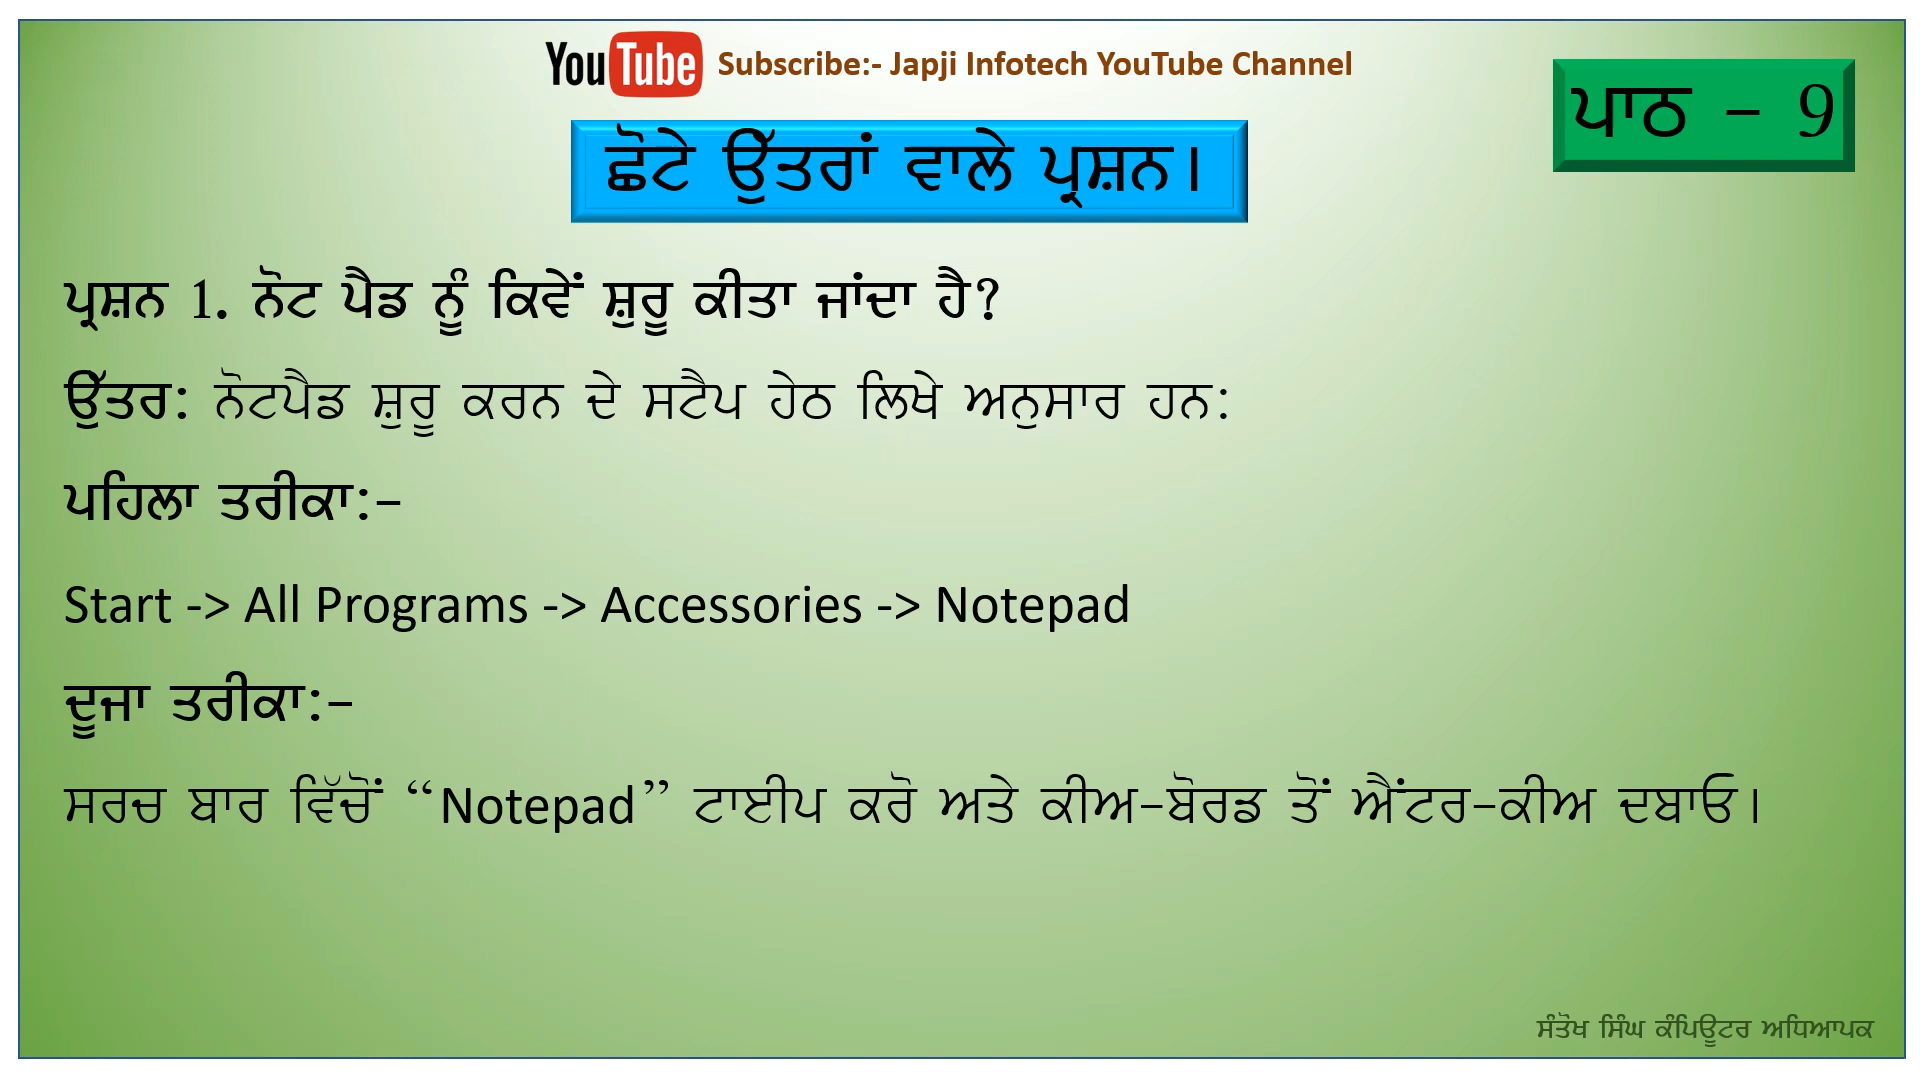 YouTube Subscribe:- Japji Infotech YouTube Channel
ਪਾਠ - 9
ਛੋਟੇ ਉੱਤਰਾਂ ਵਾਲੇ ਪ੍ਰਸ਼ਨ।
ਪ੍ਰਸ਼ਨ 1. ਨੋਟ ਪੈਡ ਨੂੰ ਕਿਵੇਂ ਸ਼ੁਰੂ ਕੀਤਾ ਜਾਂਦਾ ਹੈ?
ਉੱਤਰ: ਨੋਟਪੈਡ ਸ਼ੁਰੂ ਕਰਨ ਦੇ ਸਟੈਪ ਹੇਠ ਲਿਖੇ ਅਨੁਸਾਰ ਹਨ:
ਪਹਿਲਾ ਤਰੀਕਾ:-
Start -> All Programs -> Accessories -> Notepad
ਦੂਜਾ ਤਰੀਕਾ:-
ਸਰਚ ਬਾਰ ਵਿੱਚੋਂ “Notepad” ਟਾਈਪ ਕਰੋ ਅਤੇ ਕੀਅ-ਬੋਰਡ ਤੋਂ ਐਂਟਰ-ਕੀਅ ਦਬਾਓ।
ਸੰਤੋਖ ਸਿੰਘ ਕੰਪਿਊਟਰ ਅਧਿਆਪਕ